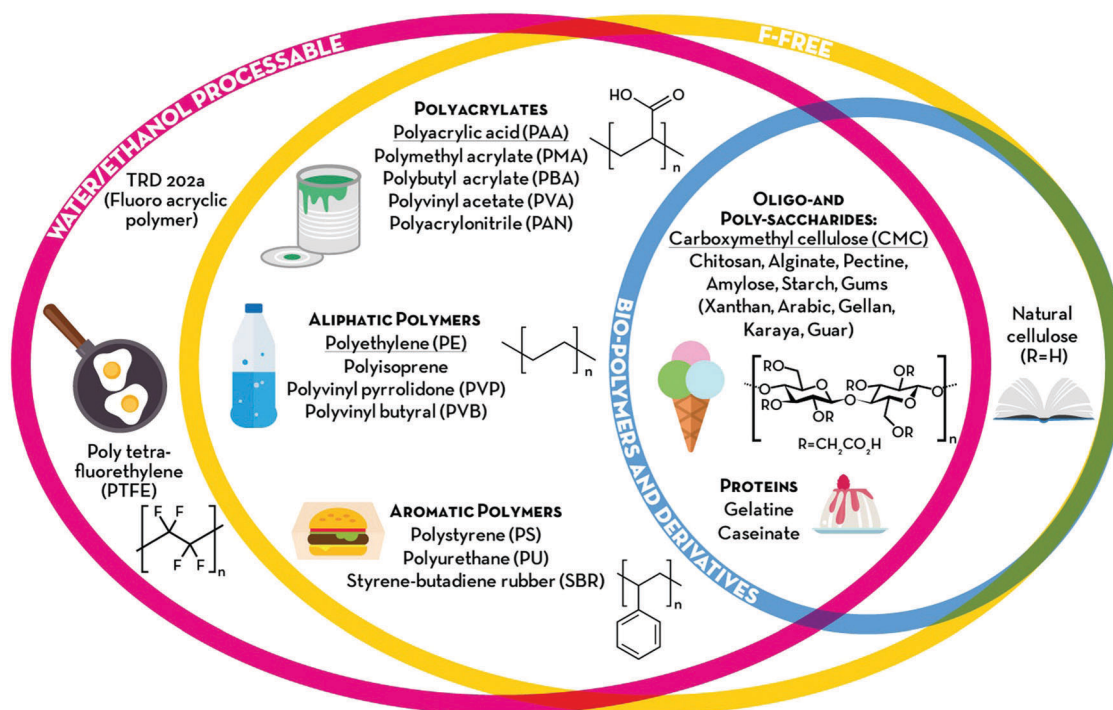 WATER/ETHANOL PROCESSABLE
F-FREE
BIO-POLYMERS AND DERIVATIVES
TRD 202a
(Fluoro acryclic
polymer)
Poly tetra-
fluorethylene
(PTFE)
F F
F F
n
POLYACRYLATES
Polyacrylic acid (PAA)
Polymethyl acrylate (PMA)
Polybutyl acrylate (PBA)
Polyvinyl acetate (PVA)
Polyacrylonitrile (PAN)
HO O
n
ALIPHATIC POLYMERS
Polyethylene (PE)
Polyisoprene
Polyvinyl pyrrolidone (PVP)
Polyvinyl butyral (PVB)
n
AROMATIC POLYMERS
Polystyrene (PS)
Polyurethane (PU)
Styrene-butadiene rubber (SBR)
n
OLIGO-AND
POLY-SACCHARIDES:
Carboxymethyl cellulose (CMC)
Chitosan, Alginate, Pectine,
Amylose, Starch, Gums
(Xanthan, Arabic, Gellan,
Karaya, Guar)
RO OR
O O RO O O
RO OR O OR
OR
n
R=CH₂CO₂H
PROTEINS
Gelatine
Caseinate
Natural
cellulose
(R=H)